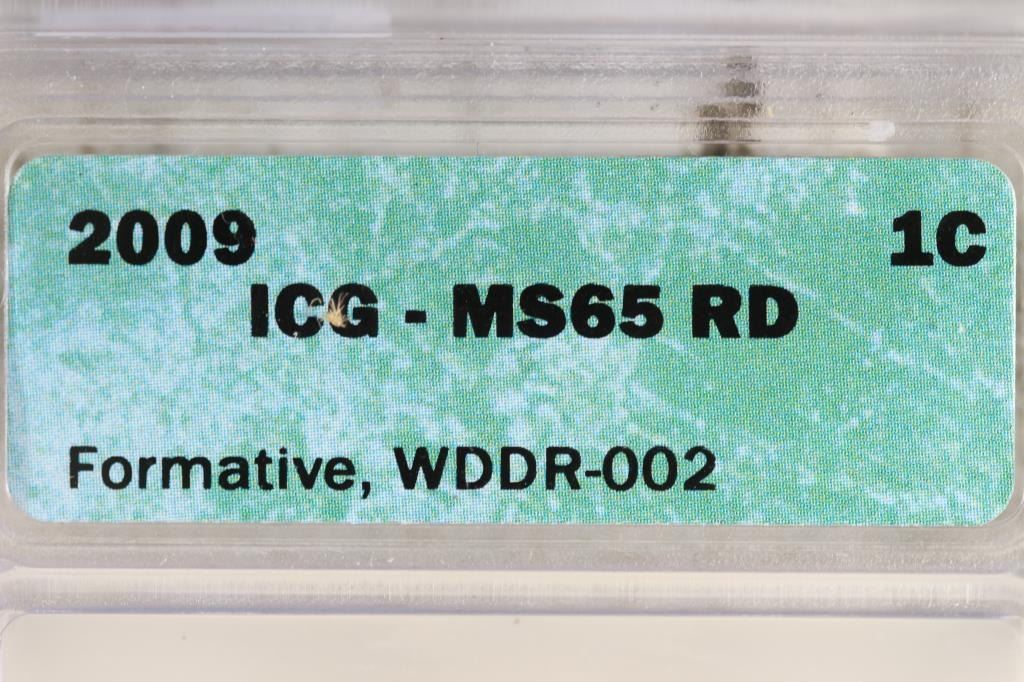 2009 1C
ICG - MS65 RD
Formative, WDDR-002